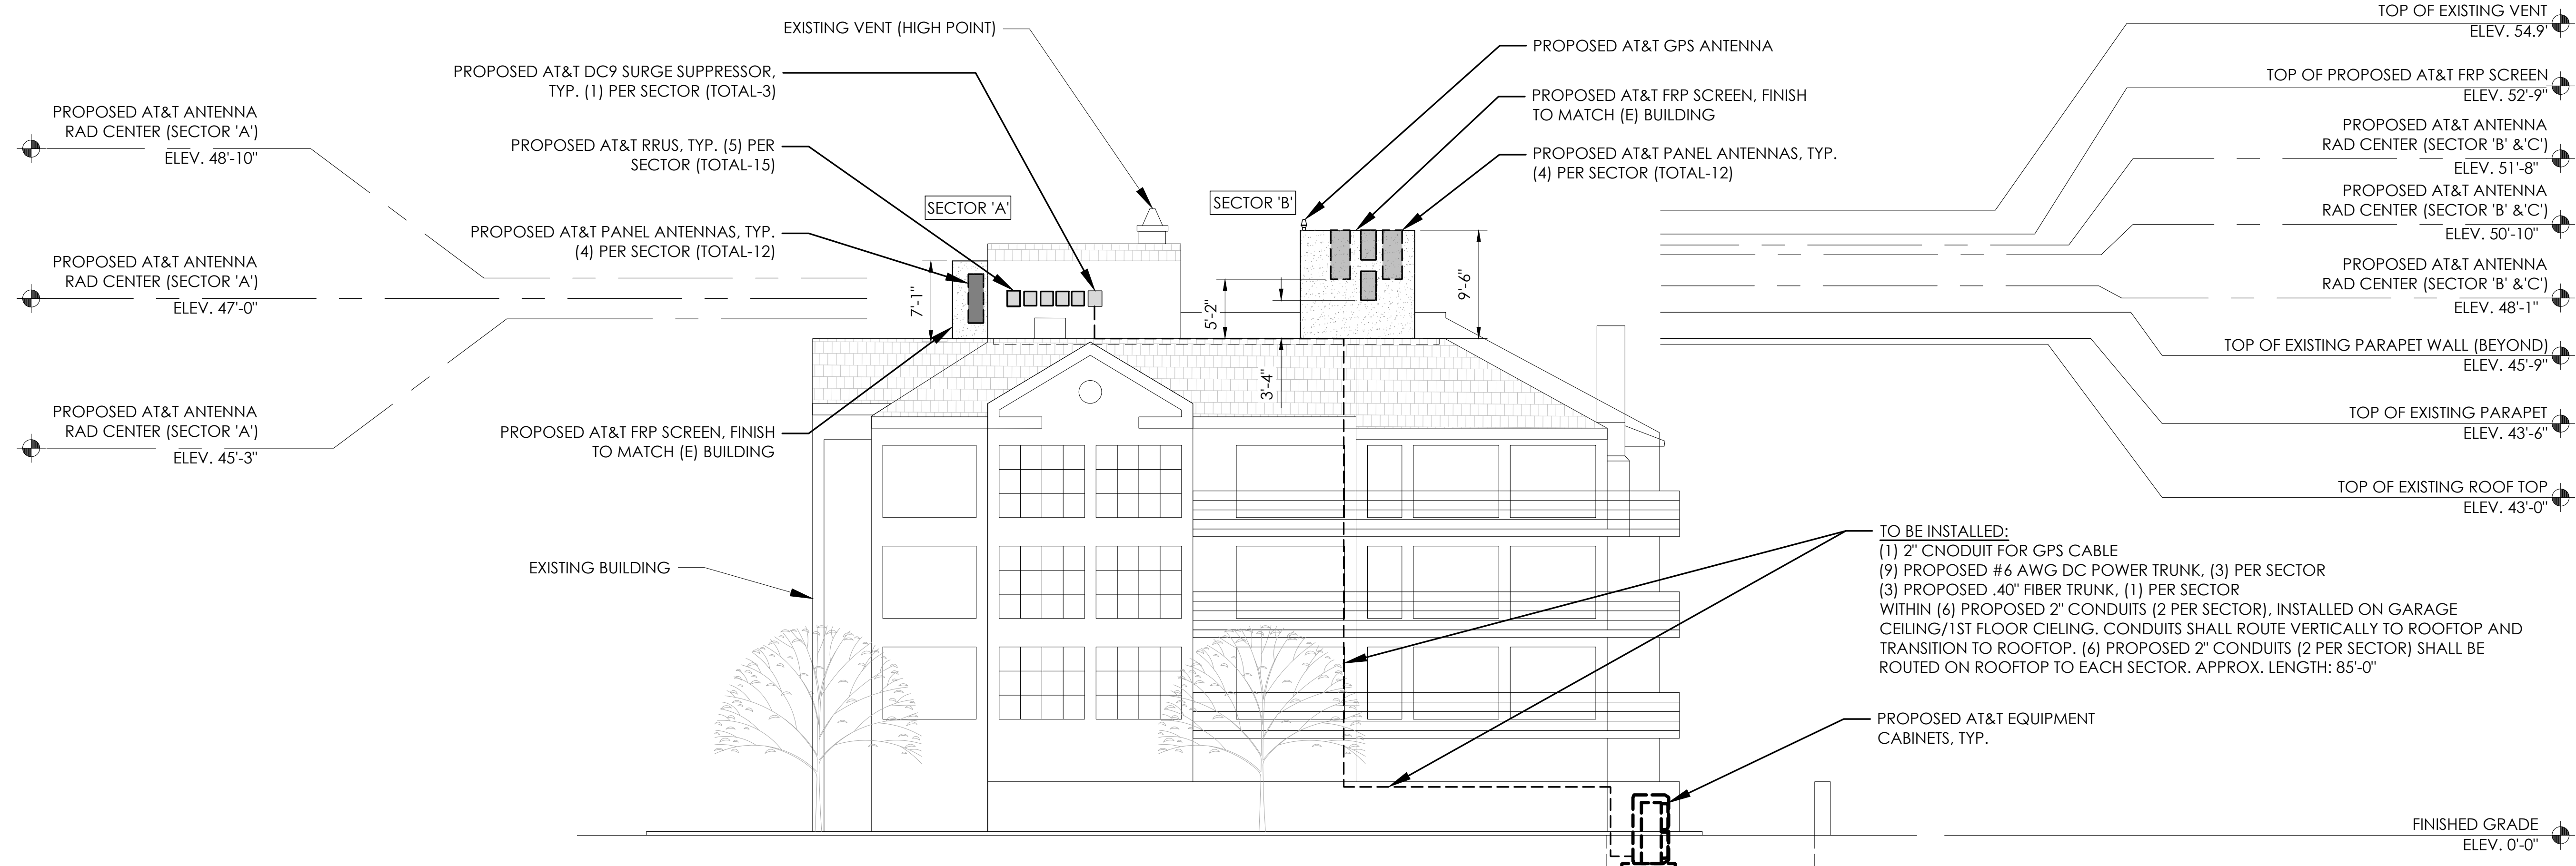 EXISTING VENT (HIGH POINT)
PROPOSED AT&T DC9 SURGE SUPPRESSOR,
TYP. (1) PER SECTOR (TOTAL-3)
PROPOSED AT&T RRUS, TYP. (5) PER
SECTOR (TOTAL-15)
PROPOSED AT&T PANEL ANTENNAS, TYP.
(4) PER SECTOR (TOTAL-12)
PROPOSED AT&T FRP SCREEN, FINISH
TO MATCH (E) BUILDING
EXISTING BUILDING
PROPOSED AT&T ANTENNA
RAD CENTER (SECTOR 'A')
ELEV. 48'-10"
PROPOSED AT&T ANTENNA
RAD CENTER (SECTOR 'A')
ELEV. 47'-0"
PROPOSED AT&T ANTENNA
RAD CENTER (SECTOR 'A')
ELEV. 45'-3"
SECTOR 'A'
SECTOR 'B'
7'-1"
5'-2"
3'-4"
9'-6"
PROPOSED AT&T GPS ANTENNA
PROPOSED AT&T FRP SCREEN, FINISH
TO MATCH (E) BUILDING
PROPOSED AT&T PANEL ANTENNAS, TYP.
(4) PER SECTOR (TOTAL-12)
TOP OF EXISTING VENT
ELEV. 54.9'
TOP OF PROPOSED AT&T FRP SCREEN
ELEV. 52'-9"
PROPOSED AT&T ANTENNA
RAD CENTER (SECTOR 'B' &'C')
ELEV. 51'-8"
PROPOSED AT&T ANTENNA
RAD CENTER (SECTOR 'B' &'C')
ELEV. 50'-10"
PROPOSED AT&T ANTENNA
RAD CENTER (SECTOR 'B' &'C')
ELEV. 48'-1"
TOP OF EXISTING PARAPET WALL (BEYOND)
ELEV. 45'-9"
TOP OF EXISTING PARAPET
ELEV. 43'-6"
TOP OF EXISTING ROOF TOP
ELEV. 43'-0"
TO BE INSTALLED:
(1) 2" CNODUIT FOR GPS CABLE
(9) PROPOSED #6 AWG DC POWER TRUNK, (3) PER SECTOR
(3) PROPOSED .40" FIBER TRUNK, (1) PER SECTOR
WITHIN (6) PROPOSED 2" CONDUITS (2 PER SECTOR), INSTALLED ON GARAGE
CEILING/1ST FLOOR CIELING. CONDUITS SHALL ROUTE VERTICALLY TO ROOFTOP AND
TRANSITION TO ROOFTOP. (6) PROPOSED 2" CONDUITS (2 PER SECTOR) SHALL BE
ROUTED ON ROOFTOP TO EACH SECTOR. APPROX. LENGTH: 85'-0"
PROPOSED AT&T EQUIPMENT
CABINETS, TYP.
FINISHED GRADE
ELEV. 0'-0"